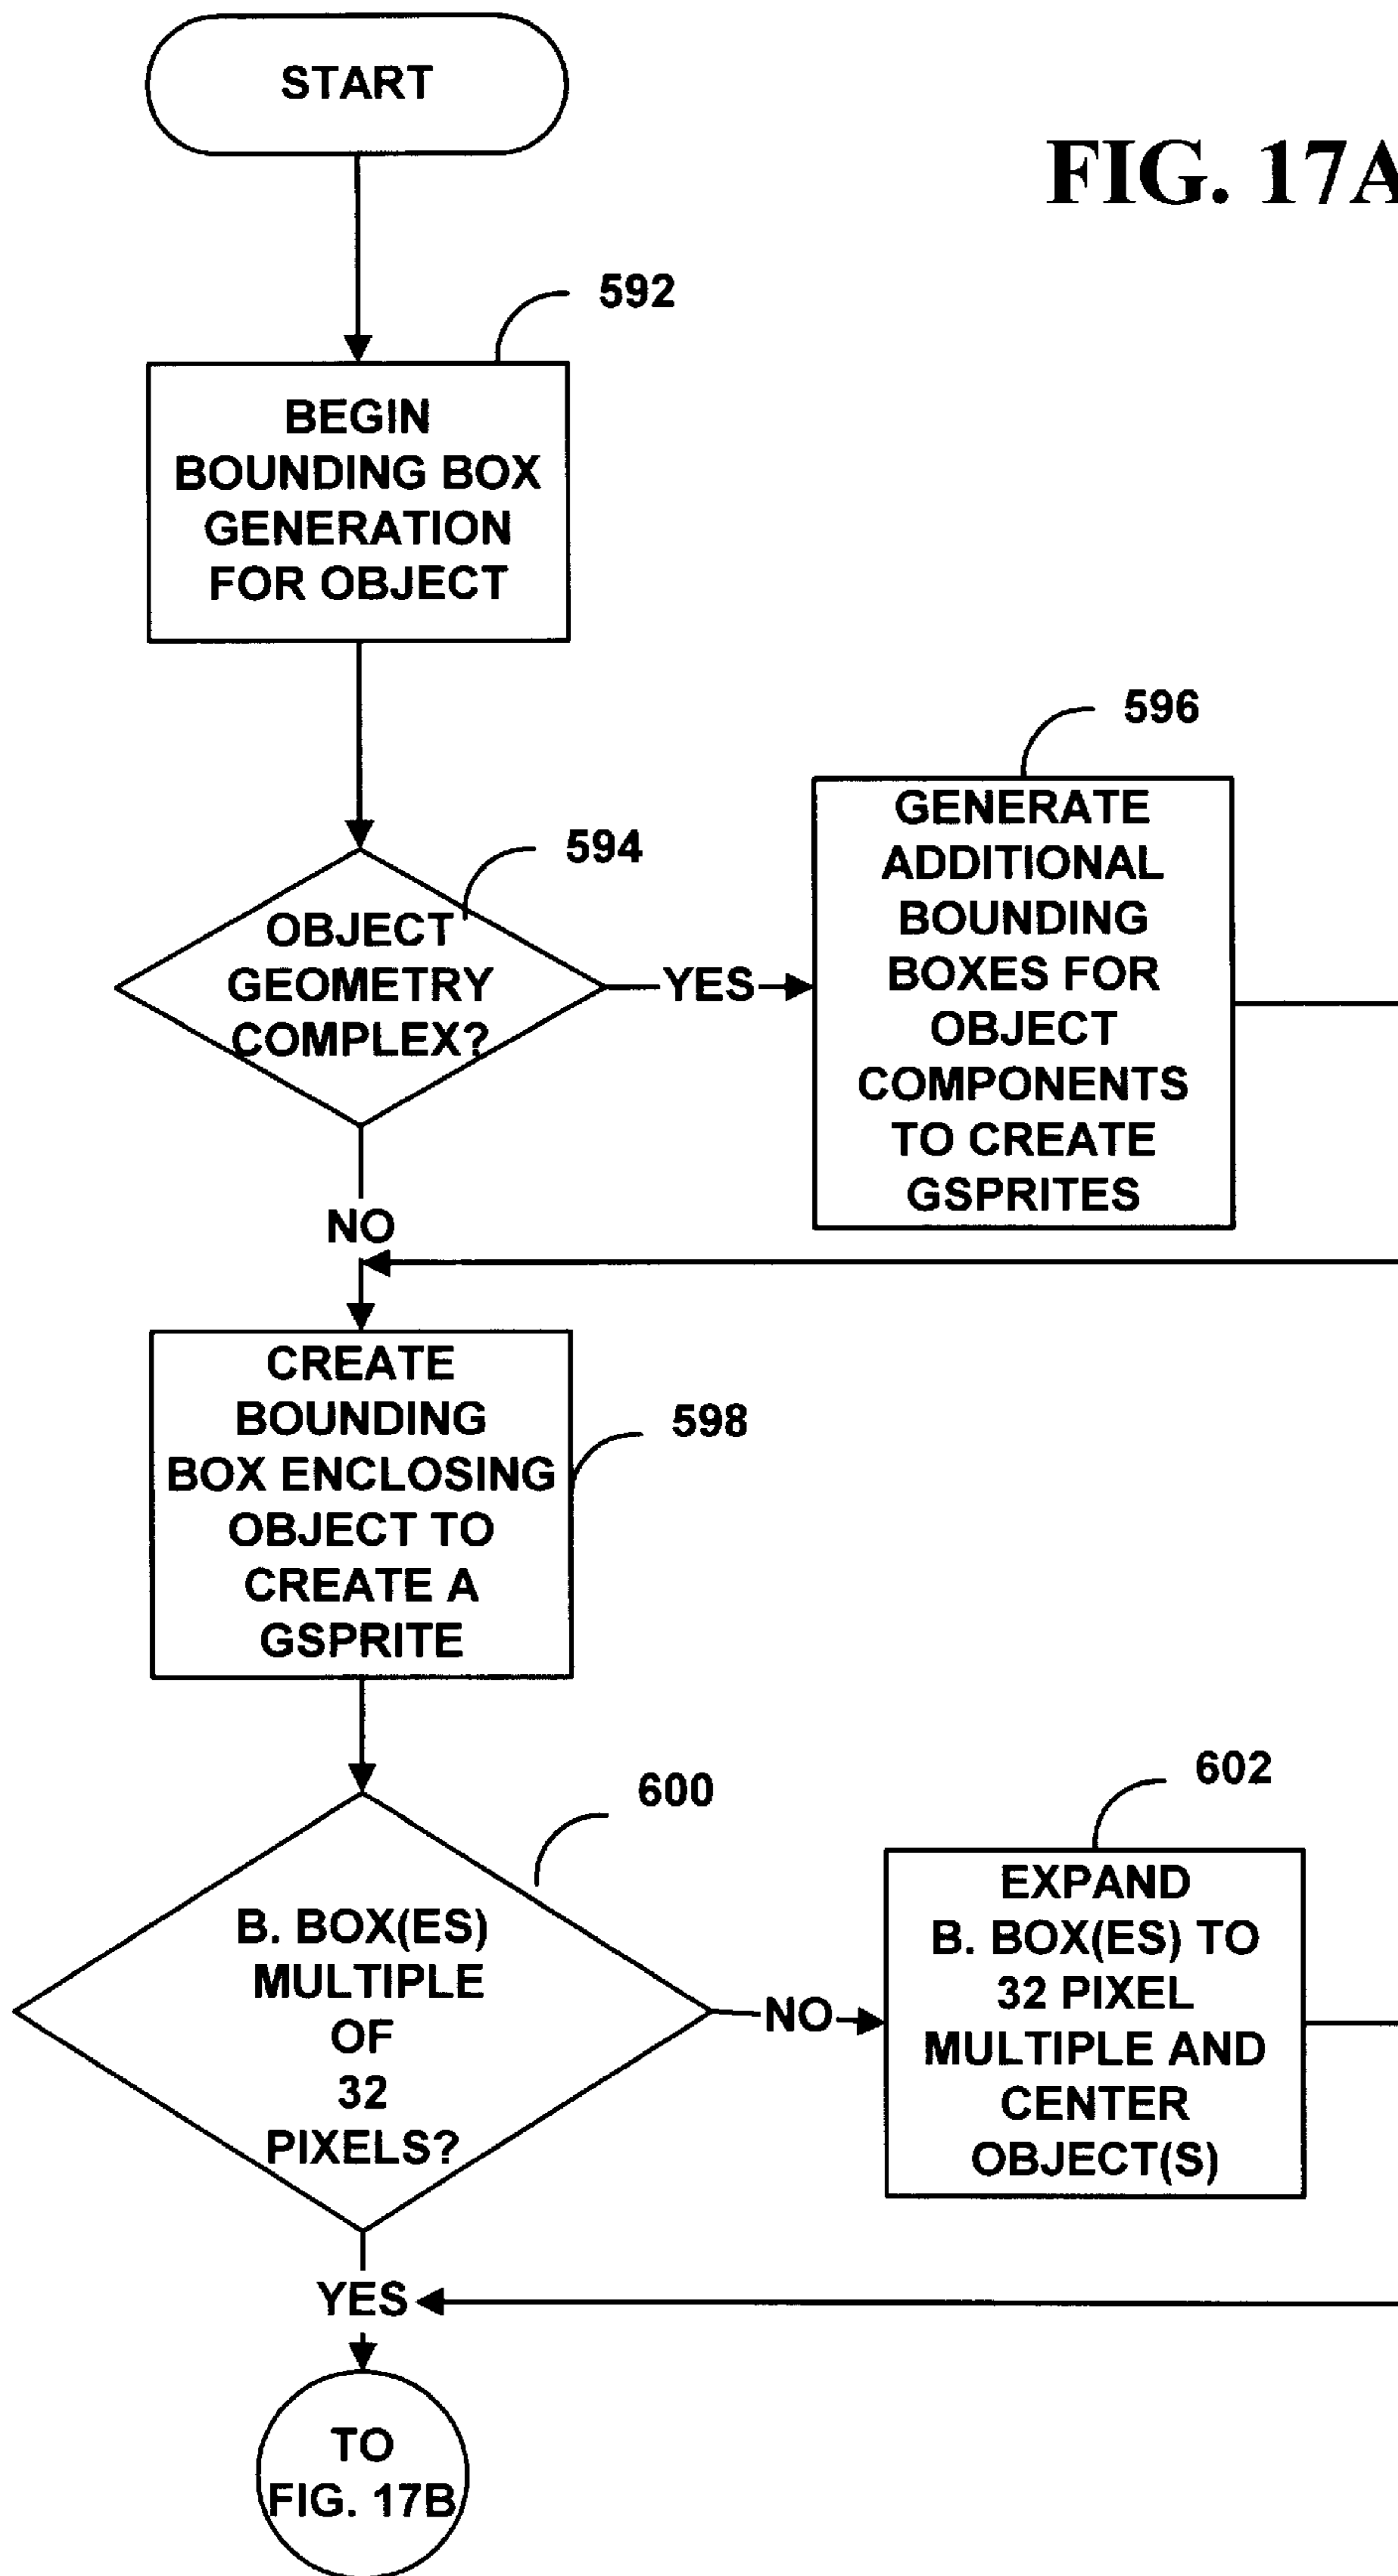 START
FIG. 17A
592
BEGIN
BOUNDING BOX
GENERATION
FOR OBJECT
594
OBJECT
GEOMETRY
COMPLEX?
YES
596
GENERATE
ADDITIONAL
BOUNDING
BOXES FOR
OBJECT
COMPONENTS
TO CREATE
GSPRITES
NO
CREATE
BOUNDING
BOX ENCLOSING
OBJECT TO
CREATE A
GSPRITE
598
600
B. BOX(ES)
MULTIPLE
OF
32
PIXELS?
NO
602
EXPAND
B. BOX(ES) TO
32 PIXEL
MULTIPLE AND
CENTER
OBJECT(S)
YES
TO
FIG. 17B